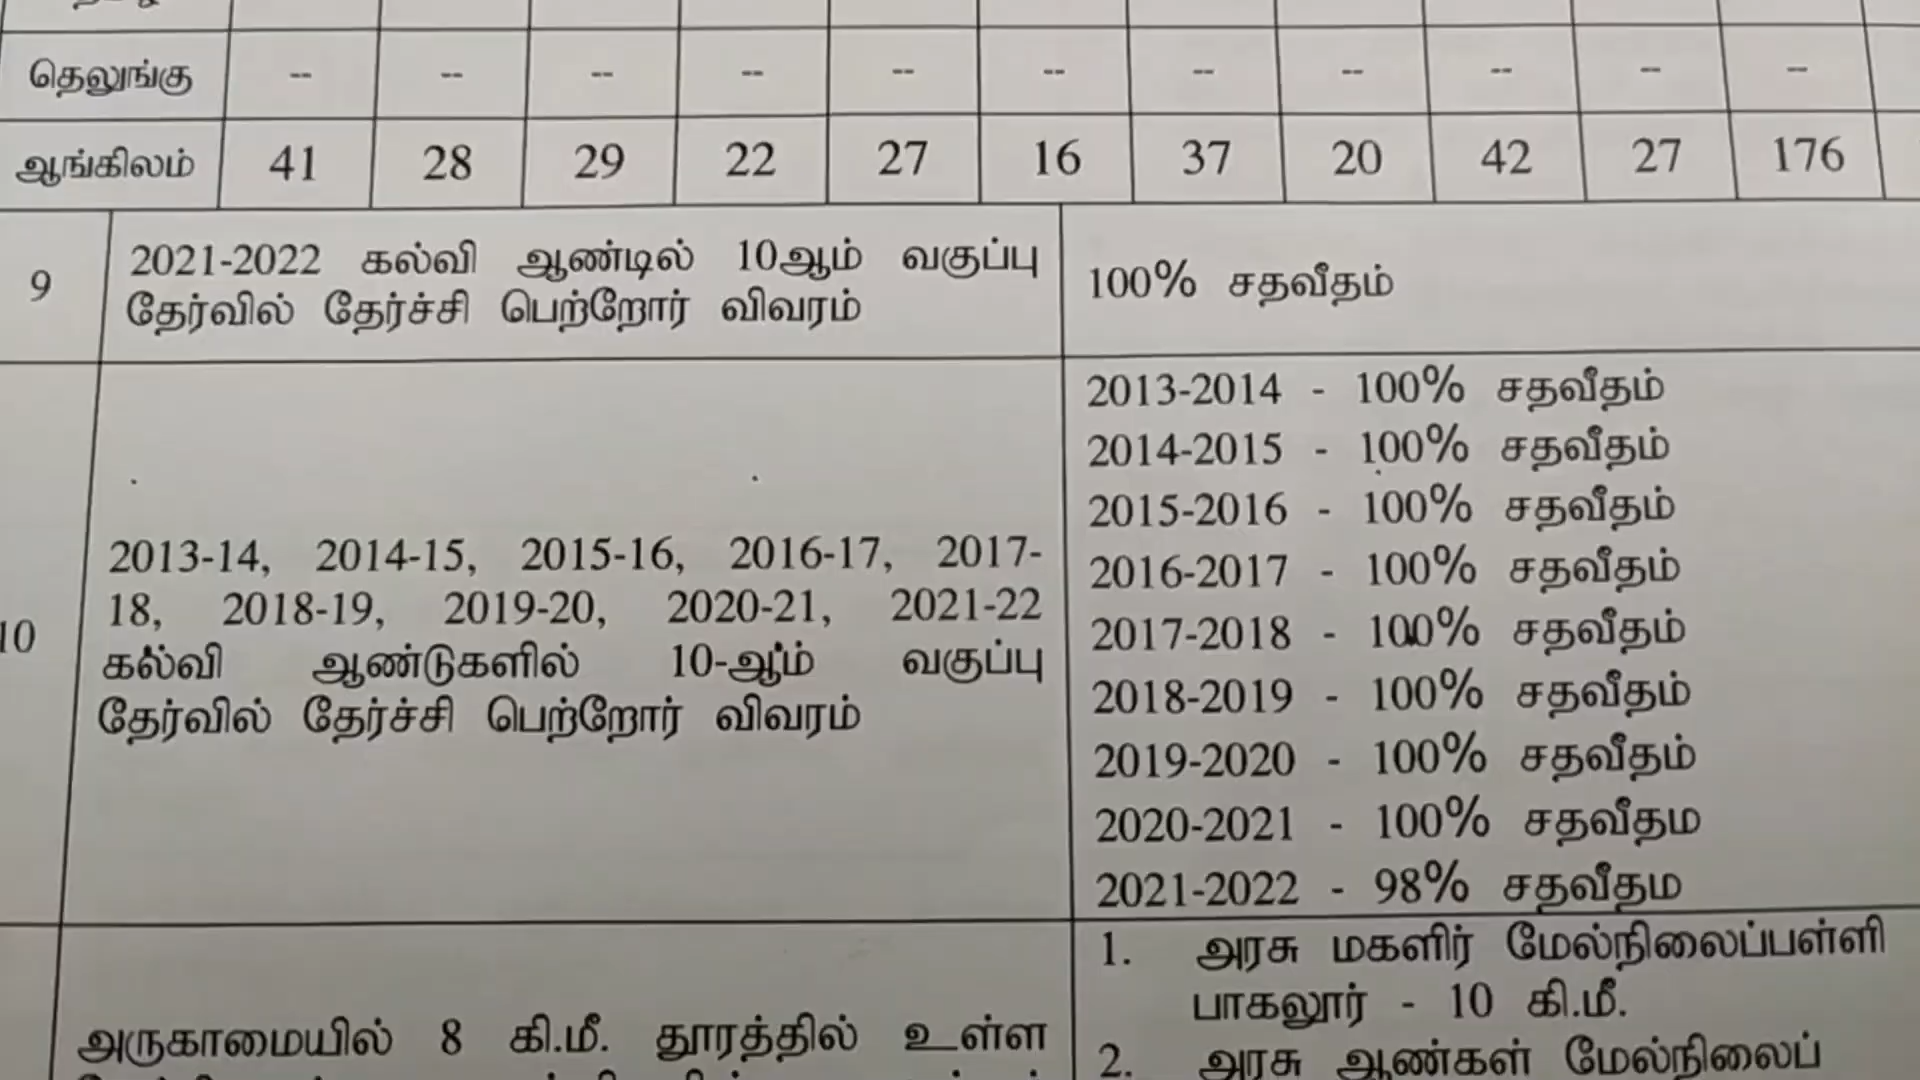 தெலுங்கு -- -- -- -- -- -- -- -- -- -- --
ஆங்கிலம் 41 28 29 22 27 16 37 20 42 27 176
9
2021-2022 கல்வி ஆண்டில் 10ஆம் வகுப்பு
தேர்வில் தேர்ச்சி பெற்றோர் விவரம்
100% சதவீதம்
10
2013-14, 2014-15, 2015-16, 2016-17, 2017-
18, 2018-19, 2019-20, 2020-21, 2021-22
கல்வி ஆண்டுகளில் 10-ஆம் வகுப்பு
தேர்வில் தேர்ச்சி பெற்றோர் விவரம்
2013-2014 - 100% சதவீதம்
2014-2015 - 100% சதவீதம்
2015-2016 - 100% சதவீதம்
2016-2017 - 100% சதவீதம்
2017-2018 - 100% சதவீதம்
2018-2019 - 100% சதவீதம்
2019-2020 - 100% சதவீதம்
2020-2021 - 100% சதவீதம
2021-2022 - 98% சதவீதம
அருகாமையில் 8 கி.மீ. தூரத்தில் உள்ள
1. அரசு மகளிர் மேல்நிலைப்பள்ளி
பாகலூர் - 10 கி.மீ.
2. அரசு ஆண்கள் மேல்நிலைப்